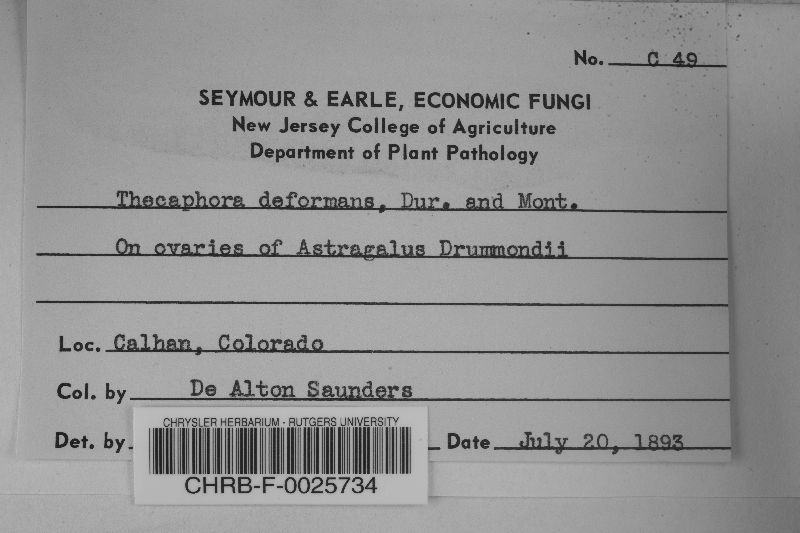 No. C 49
SEYMOUR & EARLE, ECONOMIC FUNGI
New Jersey College of Agriculture
Department of Plant Pathology
Thecaphora deformans, Dur. and Mont.
On ovaries of Astragalus Drummondii
Loc. Calhan, Colorado
Col. by De Alton Saunders
Det. by Date July 20, 1893
CHRYSLER HERBARIUM - RUTGERS UNIVERSITY
CHRB-F-0025734